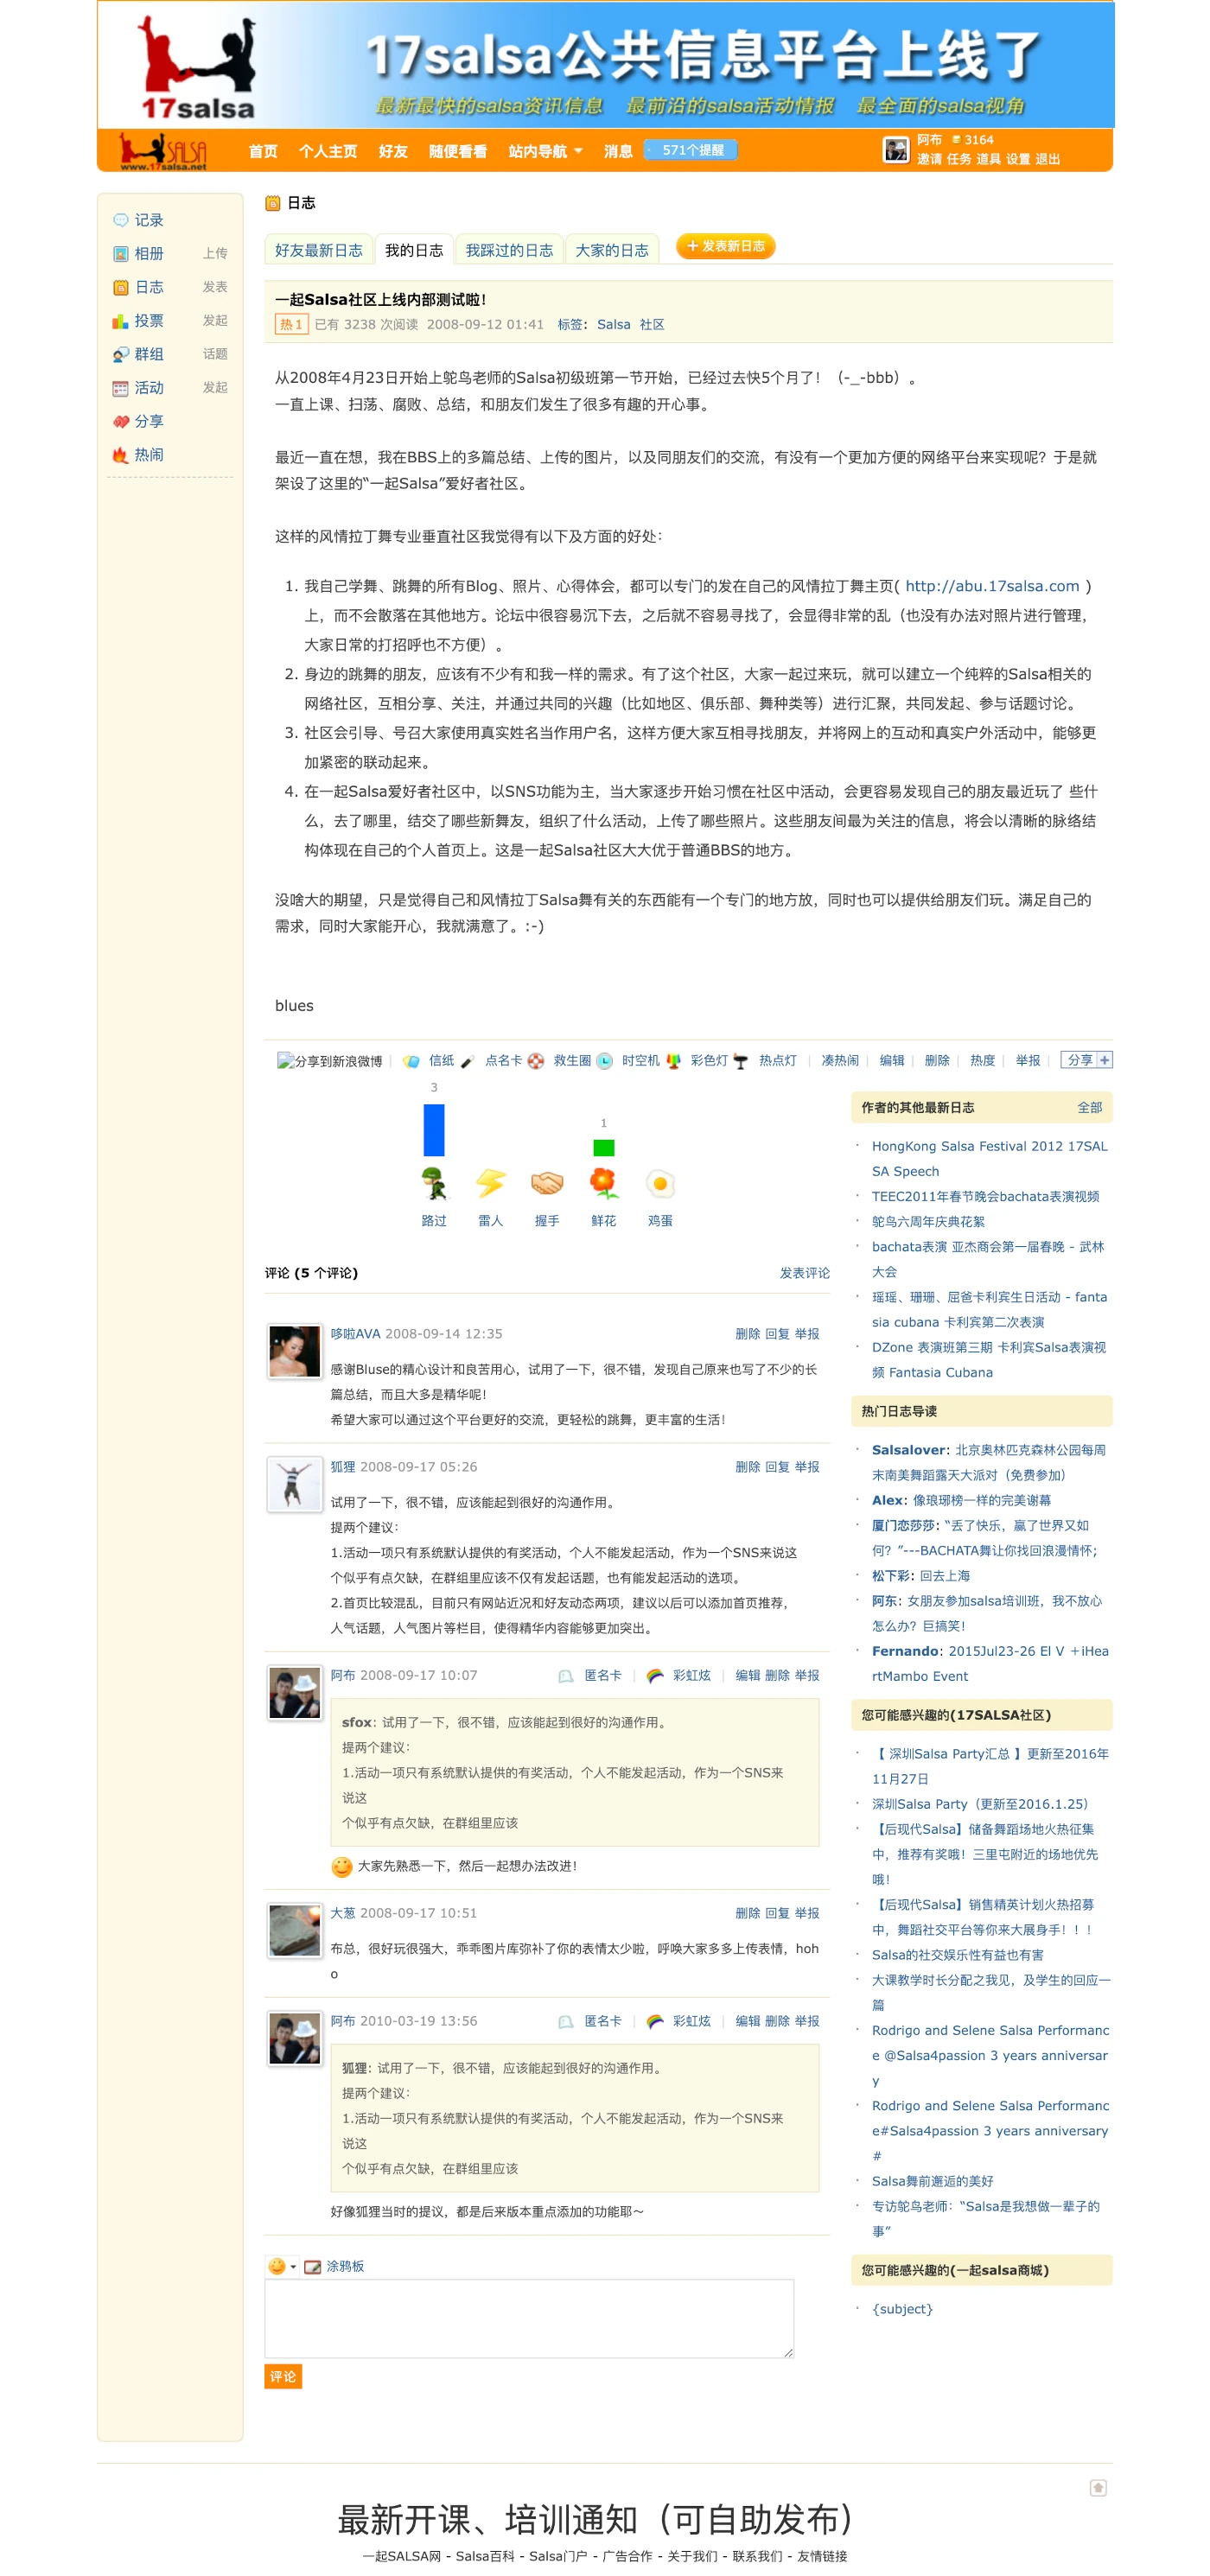 17salsa
17salsa公共信息平台上线了
最新最快的salsa资讯信息 最前沿的salsa活动情报 最全面的salsa视角
SALSA
www.17salsa.net
首页 个人主页 好友 随便看看 站内导航 消息 571个提醒
阿布 3164
邀请 任务 道具 设置 退出
记录
相册 上传
日志 发表
投票 发起
群组 话题
活动 发起
分享
热闹
日志
好友最新日志 我的日志 我踩过的日志 大家的日志 + 发表新日志
一起Salsa社区上线内部测试啦！
热 1 已有 3238 次阅读 2008-09-12 01:41 标签：Salsa 社区
从2008年4月23日开始上鸵鸟老师的Salsa初级班第一节开始，已经过去快5个月了！（-_-bbb）。
一直上课、扫荡、腐败、总结，和朋友们发生了很多有趣的开心事。
最近一直在想，我在BBS上的多篇总结、上传的图片，以及同朋友们的交流，有没有一个更加方便的网络平台来实现呢？于是就
架设了这里的“一起Salsa”爱好者社区。
这样的风情拉丁舞专业垂直社区我觉得有以下及方面的好处：
1. 我自己学舞、跳舞的所有Blog、照片、心得体会，都可以专门的发在自己的风情拉丁舞主页( http://abu.17salsa.com )
上，而不会散落在其他地方。论坛中很容易沉下去，之后就不容易寻找了，会显得非常的乱（也没有办法对照片进行管理，
大家日常的打招呼也不方便）。
2. 身边的跳舞的朋友，应该有不少有和我一样的需求。有了这个社区，大家一起过来玩，就可以建立一个纯粹的Salsa相关的
网络社区，互相分享、关注，并通过共同的兴趣（比如地区、俱乐部、舞种类等）进行汇聚，共同发起、参与话题讨论。
3. 社区会引导、号召大家使用真实姓名当作用户名，这样方便大家互相寻找朋友，并将网上的互动和真实户外活动中，能够更
加紧密的联动起来。
4. 在一起Salsa爱好者社区中，以SNS功能为主，当大家逐步开始习惯在社区中活动，会更容易发现自己的朋友最近玩了 些什
么，去了哪里，结交了哪些新舞友，组织了什么活动，上传了哪些照片。这些朋友间最为关注的信息，将会以清晰的脉络结
构体现在自己的个人首页上。这是一起Salsa社区大大优于普通BBS的地方。
没啥大的期望，只是觉得自己和风情拉丁Salsa舞有关的东西能有一个专门的地方放，同时也可以提供给朋友们玩。满足自己的
需求，同时大家能开心，我就满意了。:-)
blues
分享到新浪微博 | 信纸 点名卡 救生圈 时空机 彩色灯 热点灯 | 凑热闹 | 编辑 | 删除 | 热度 | 举报 | 分享 +
3
1
路过 雷人 握手 鲜花 鸡蛋
评论 (5 个评论) 发表评论
哆啦AVA 2008-09-14 12:35 删除 回复 举报
感谢Bluse的精心设计和良苦用心，试用了一下，很不错，发现自己原来也写了不少的长
篇总结，而且大多是精华呢！
希望大家可以通过这个平台更好的交流，更轻松的跳舞，更丰富的生活！
狐狸 2008-09-17 05:26 删除 回复 举报
试用了一下，很不错，应该能起到很好的沟通作用。
提两个建议：
1.活动一项只有系统默认提供的有奖活动，个人不能发起活动，作为一个SNS来说这
个似乎有点欠缺，在群组里应该不仅有发起话题，也有能发起活动的选项。
2.首页比较混乱，目前只有网站近况和好友动态两项，建议以后可以添加首页推荐，
人气话题，人气图片等栏目，使得精华内容能够更加突出。
阿布 2008-09-17 10:07 匿名卡 | 彩虹炫 | 编辑 删除 举报
sfox: 试用了一下，很不错，应该能起到很好的沟通作用。
提两个建议：
1.活动一项只有系统默认提供的有奖活动，个人不能发起活动，作为一个SNS来
说这
个似乎有点欠缺，在群组里应该
大家先熟悉一下，然后一起想办法改进！
大葱 2008-09-17 10:51 删除 回复 举报
布总，很好玩很强大，乖乖图片库弥补了你的表情太少啦，呼唤大家多多上传表情，hoh
o
阿布 2010-03-19 13:56 匿名卡 | 彩虹炫 | 编辑 删除 举报
狐狸: 试用了一下，很不错，应该能起到很好的沟通作用。
提两个建议：
1.活动一项只有系统默认提供的有奖活动，个人不能发起活动，作为一个SNS来
说这
个似乎有点欠缺，在群组里应该
好像狐狸当时的提议，都是后来版本重点添加的功能耶～
涂鸦板
评论
作者的其他最新日志 全部
HongKong Salsa Festival 2012 17SAL
SA Speech
TEEC2011年春节晚会bachata表演视频
鸵鸟六周年庆典花絮
bachata表演 亚杰商会第一届春晚 - 武林
大会
瑶瑶、珊珊、屈爸卡利宾生日活动 - fanta
sia cubana 卡利宾第二次表演
DZone 表演班第三期 卡利宾Salsa表演视
频 Fantasia Cubana
热门日志导读
Salsalover: 北京奥林匹克森林公园每周
末南美舞蹈露天大派对（免费参加）
Alex: 像琅琊榜一样的完美谢幕
厦门恋莎莎: “丢了快乐，赢了世界又如
何？”---BACHATA舞让你找回浪漫情怀；
松下彩: 回去上海
阿东: 女朋友参加salsa培训班，我不放心
怎么办？巨搞笑！
Fernando: 2015Jul23-26 El V +iHea
rtMambo Event
您可能感兴趣的(17SALSA社区)
【 深圳Salsa Party汇总 】更新至2016年
11月27日
深圳Salsa Party（更新至2016.1.25）
【后现代Salsa】储备舞蹈场地火热征集
中，推荐有奖哦！三里屯附近的场地优先
哦！
【后现代Salsa】销售精英计划火热招募
中，舞蹈社交平台等你来大展身手！！！
Salsa的社交娱乐性有益也有害
大课教学时长分配之我见，及学生的回应一
篇
Rodrigo and Selene Salsa Performanc
e @Salsa4passion 3 years anniversar
y
Rodrigo and Selene Salsa Performanc
e#Salsa4passion 3 years anniversary
#
Salsa舞前邂逅的美好
专访鸵鸟老师：“Salsa是我想做一辈子的
事”
您可能感兴趣的(一起salsa商城)
{subject}
最新开课、培训通知（可自助发布）
一起SALSA网 - Salsa百科 - Salsa门户 - 广告合作 - 关于我们 - 联系我们 - 友情链接